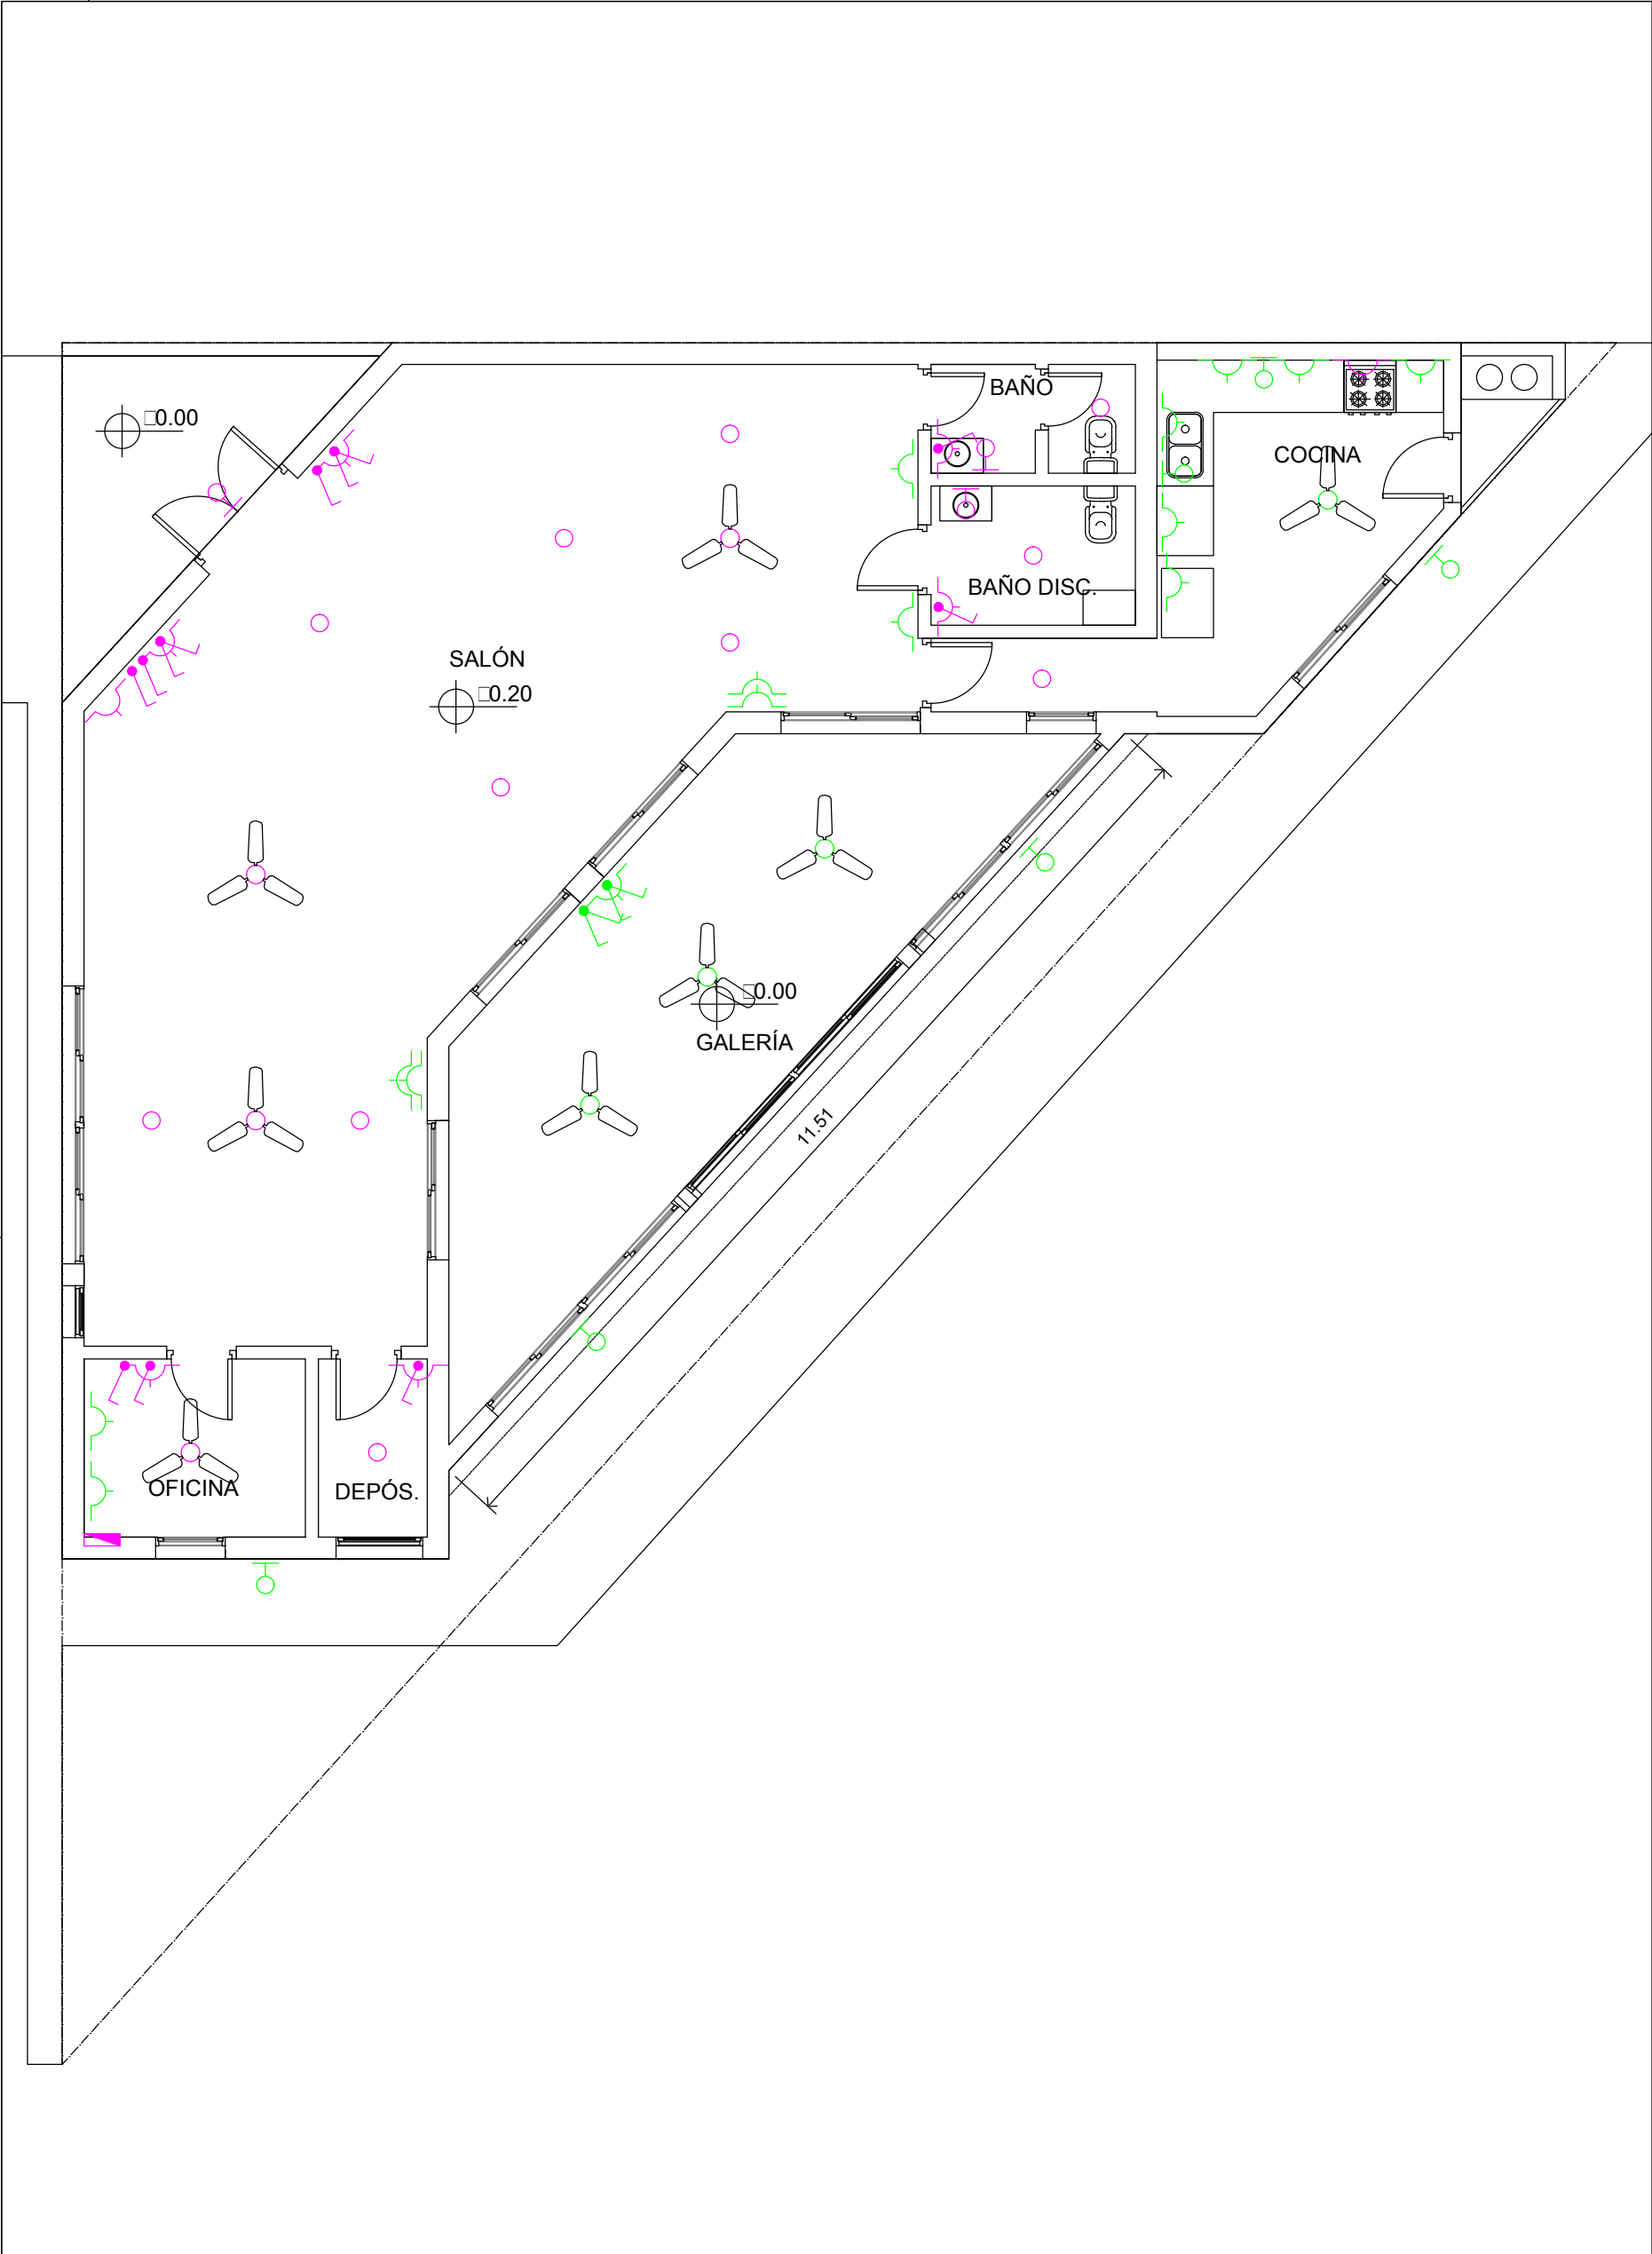 BAÑO
□0.00
COCINA
BAÑO DISC.
SALÓN
□0.20
□0.00
GALERÍA
11.51
OFICINA
DEPÓS.